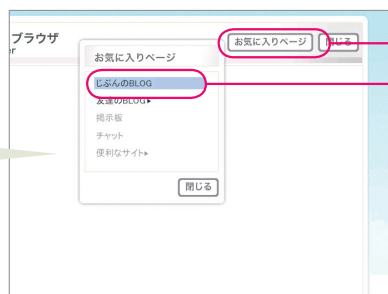 ブラウザ
er
お気に入りページ
閉じる
お気に入りページ
じぶんのBLOG
友達のBLOG▸
掲示板
チャット
便利なサイト▸
閉じる